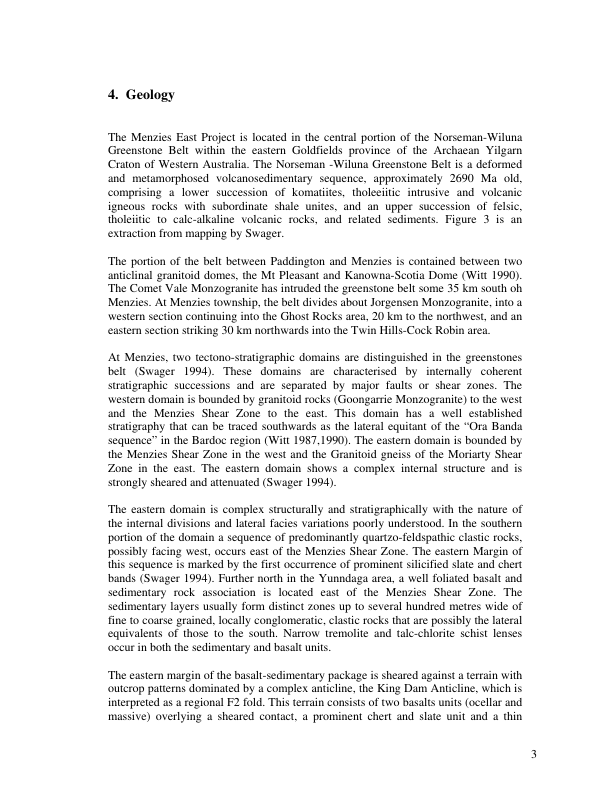 4. Geology
The Menzies East Project is located in the central portion of the Norseman-Wiluna
Greenstone Belt within the eastern Goldfields province of the Archaean Yilgarn
Craton of Western Australia. The Norseman -Wiluna Greenstone Belt is a deformed
and metamorphosed volcanosedimentary sequence, approximately 2690 Ma old,
comprising a lower succession of komatiites, tholeeiitic intrusive and volcanic
igneous rocks with subordinate shale unites, and an upper succession of felsic,
tholeiitic to calc-alkaline volcanic rocks, and related sediments. Figure 3 is an
extraction from mapping by Swager.
The portion of the belt between Paddington and Menzies is contained between two
anticlinal granitoid domes, the Mt Pleasant and Kanowna-Scotia Dome (Witt 1990).
The Comet Vale Monzogranite has intruded the greenstone belt some 35 km south oh
Menzies. At Menzies township, the belt divides about Jorgensen Monzogranite, into a
western section continuing into the Ghost Rocks area, 20 km to the northwest, and an
eastern section striking 30 km northwards into the Twin Hills-Cock Robin area.
At Menzies, two tectono-stratigraphic domains are distinguished in the greenstones
belt (Swager 1994). These domains are characterised by internally coherent
stratigraphic successions and are separated by major faults or shear zones. The
western domain is bounded by granitoid rocks (Goongarrie Monzogranite) to the west
and the Menzies Shear Zone to the east. This domain has a well established
stratigraphy that can be traced southwards as the lateral equitant of the “Ora Banda
sequence” in the Bardoc region (Witt 1987,1990). The eastern domain is bounded by
the Menzies Shear Zone in the west and the Granitoid gneiss of the Moriarty Shear
Zone in the east. The eastern domain shows a complex internal structure and is
strongly sheared and attenuated (Swager 1994).
The eastern domain is complex structurally and stratigraphically with the nature of
the internal divisions and lateral facies variations poorly understood. In the southern
portion of the domain a sequence of predominantly quartzo-feldspathic clastic rocks,
possibly facing west, occurs east of the Menzies Shear Zone. The eastern Margin of
this sequence is marked by the first occurrence of prominent silicified slate and chert
bands (Swager 1994). Further north in the Yunndaga area, a well foliated basalt and
sedimentary rock association is located east of the Menzies Shear Zone. The
sedimentary layers usually form distinct zones up to several hundred metres wide of
fine to coarse grained, locally conglomeratic, clastic rocks that are possibly the lateral
equivalents of those to the south. Narrow tremolite and talc-chlorite schist lenses
occur in both the sedimentary and basalt units.
The eastern margin of the basalt-sedimentary package is sheared against a terrain with
outcrop patterns dominated by a complex anticline, the King Dam Anticline, which is
interpreted as a regional F2 fold. This terrain consists of two basalts units (ocellar and
massive) overlying a sheared contact, a prominent chert and slate unit and a thin
3